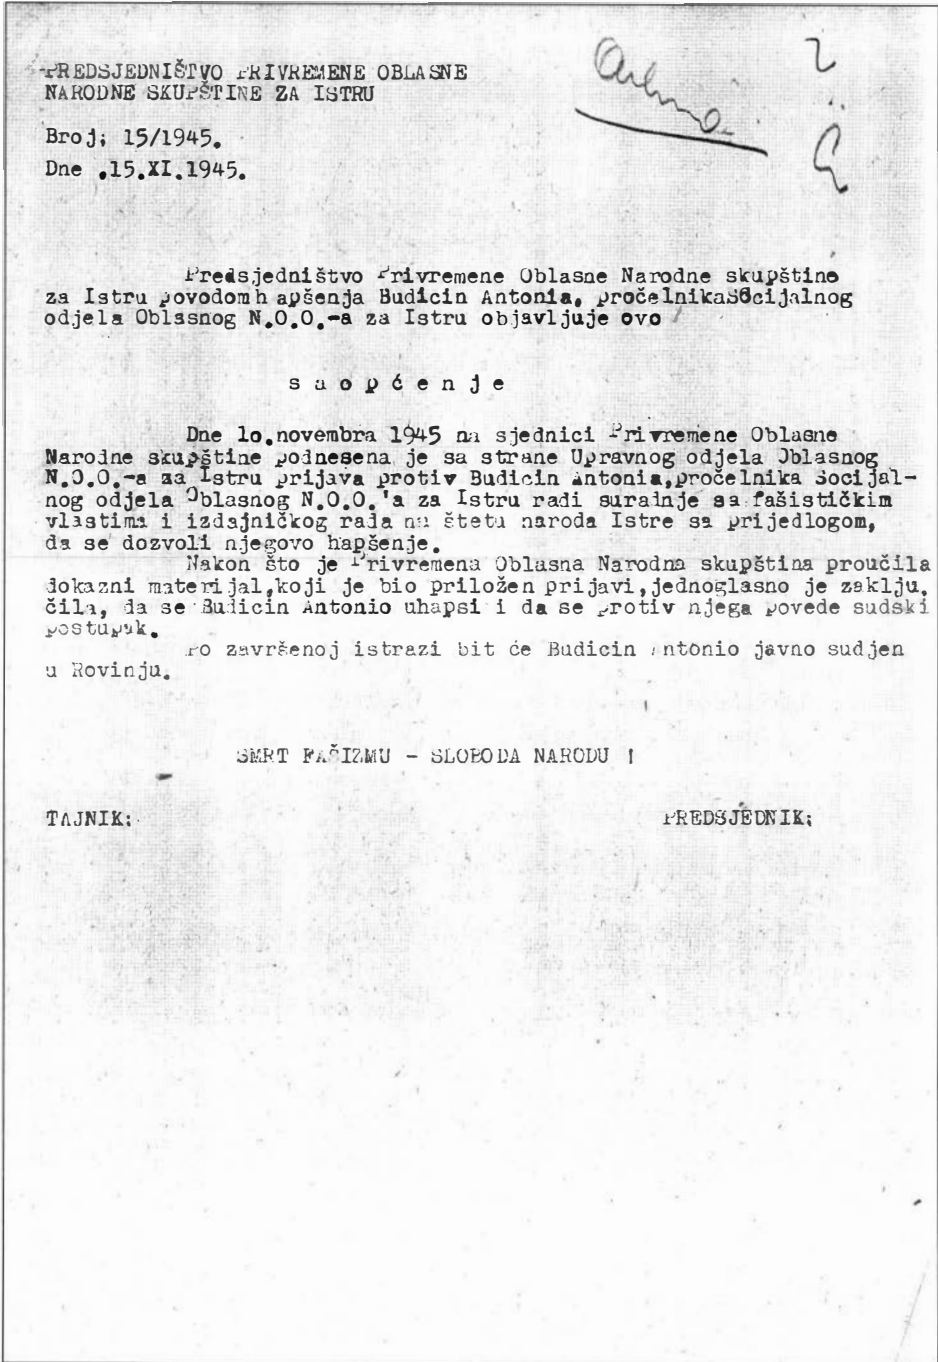 PREDSJEDNIŠTVO PRIVREMENE OBLASNE
NARODNE SKUPŠTINE ZA ISTRU
Broj; 15/1945.
Dne .15.XI.1945.
Predsjedništvo Privremene Oblasne Narodne skupštine
za Istru povodomh apšenja Budicin Antonia, pročelnikaSocijalnog
odjela Oblasnog N.O.O.-a za Istru objavljuje ovo
s a o p ć e n j e
Dne 10.novembra 1945 na sjednici Privremene Oblasne
Narodne skupštine podnesena je sa strane Upravnog odjela Oblasnog
N.O.O.-a za Istru prijava protiv Budicin Antonia,pročelnika Socijal-
nog odjela Oblasnog N.O.O.'a za Istru radi suradnje sa fašističkim
vlastima i izdajničkog rada na štetu naroda Istre sa prijedlogom,
da se dozvoli njegovo hapšenje.
Nakon što je Privremena Oblasna Narodna skupština proučila
dokazni materijal,koji je bio priložen prijavi,jednoglasno je zaklju.
čila, da se Budicin Antonio uhapsi i da se protiv njega povede sudski
postupak.
Po završenoj istrazi bit će Budicin Antonio javno sudjen
u Rovinju.
SMRT FAŠIZMU - SLOBODA NARODU !
TAJNIK; PREDSJEDNIK;